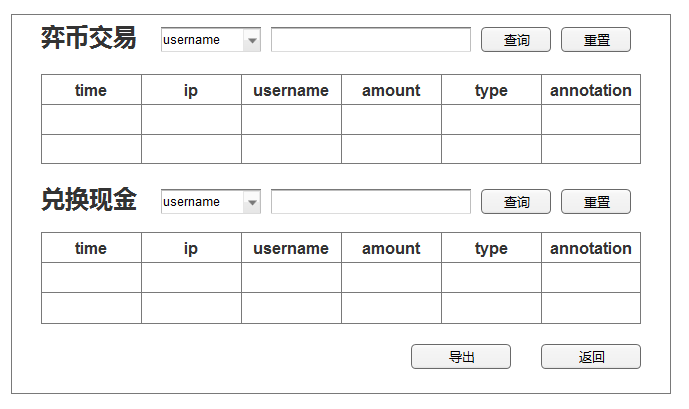 弈币交易 username 查询 重置
time ip username amount type annotation
兑换现金 username 查询 重置
time ip username amount type annotation
导出 返回